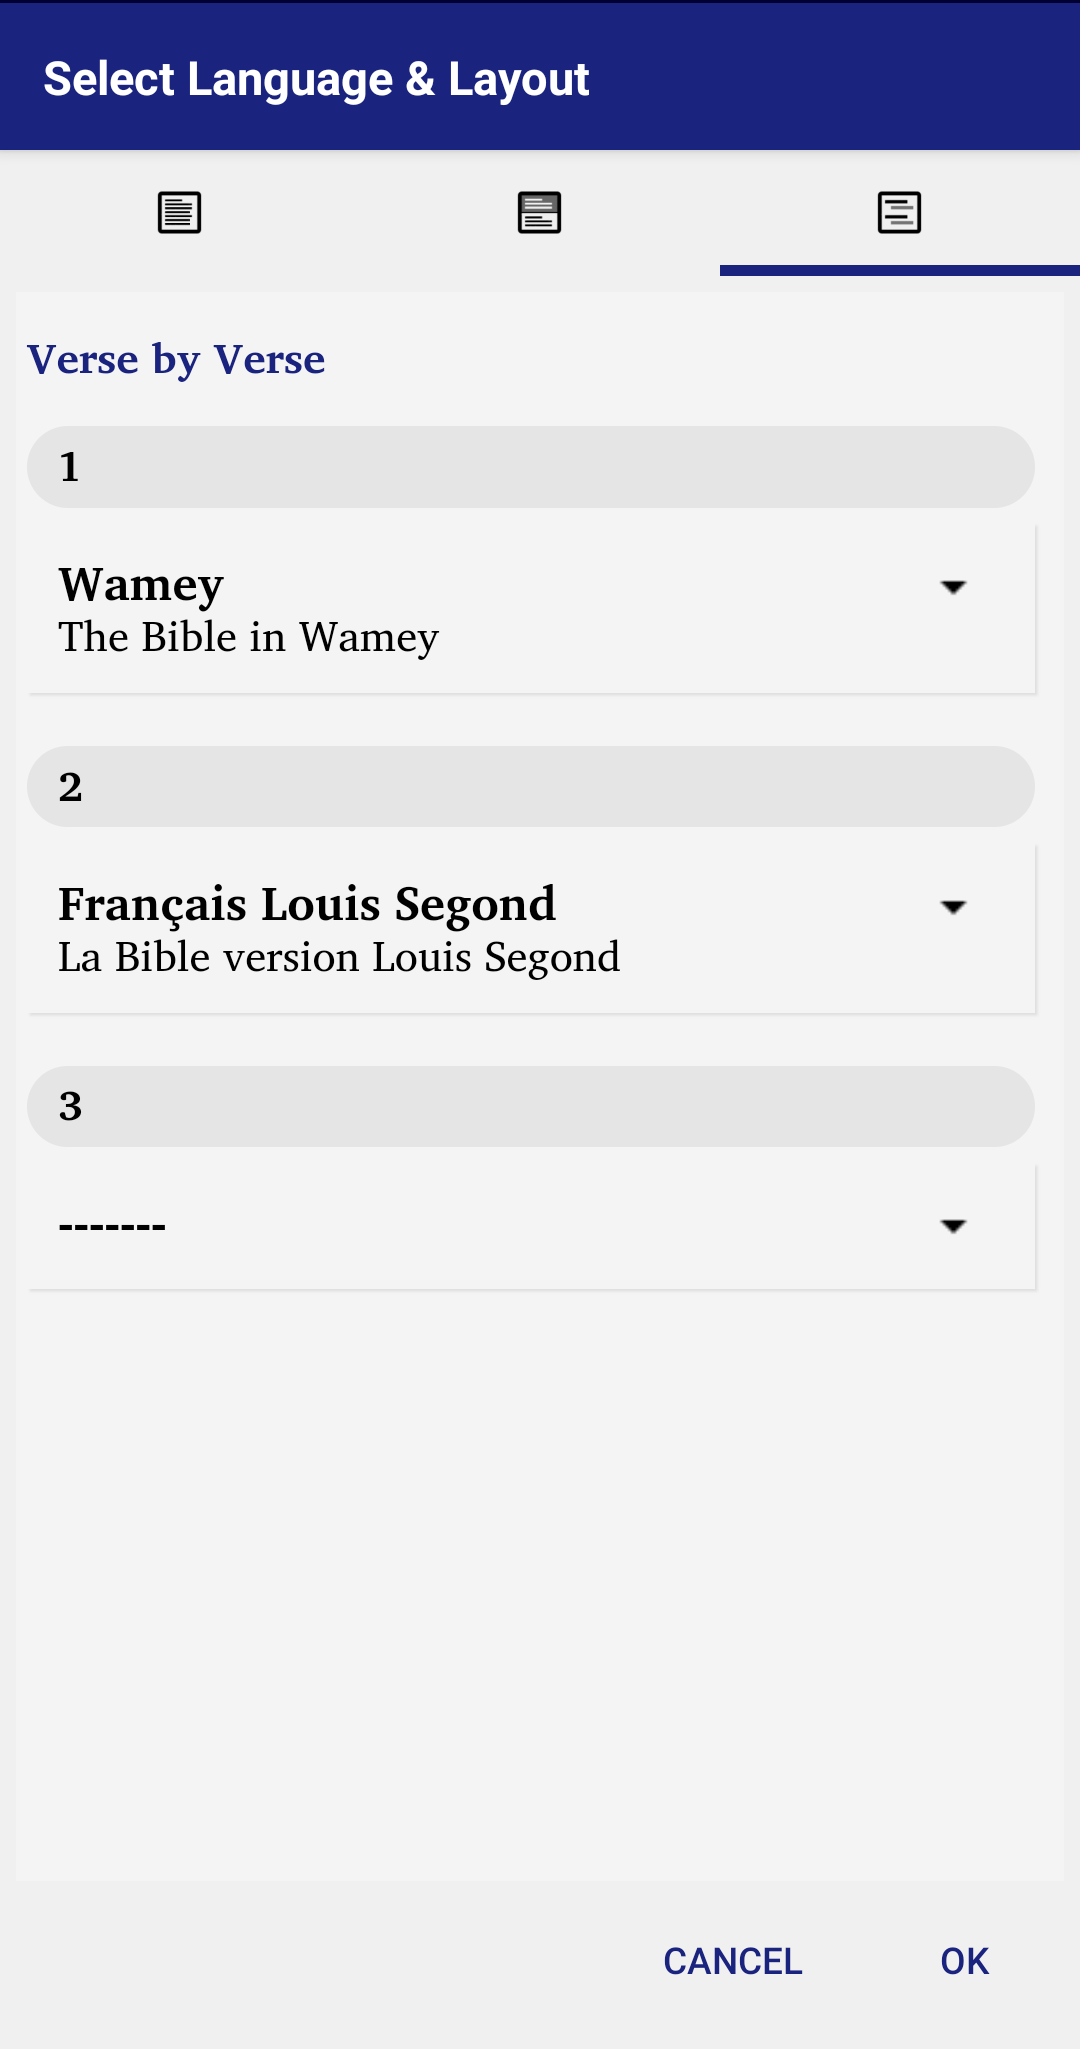 Select Language & Layout
Verse by Verse
1
Wamey
The Bible in Wamey
2
Français Louis Segond
La Bible version Louis Segond
3
-------
CANCEL OK